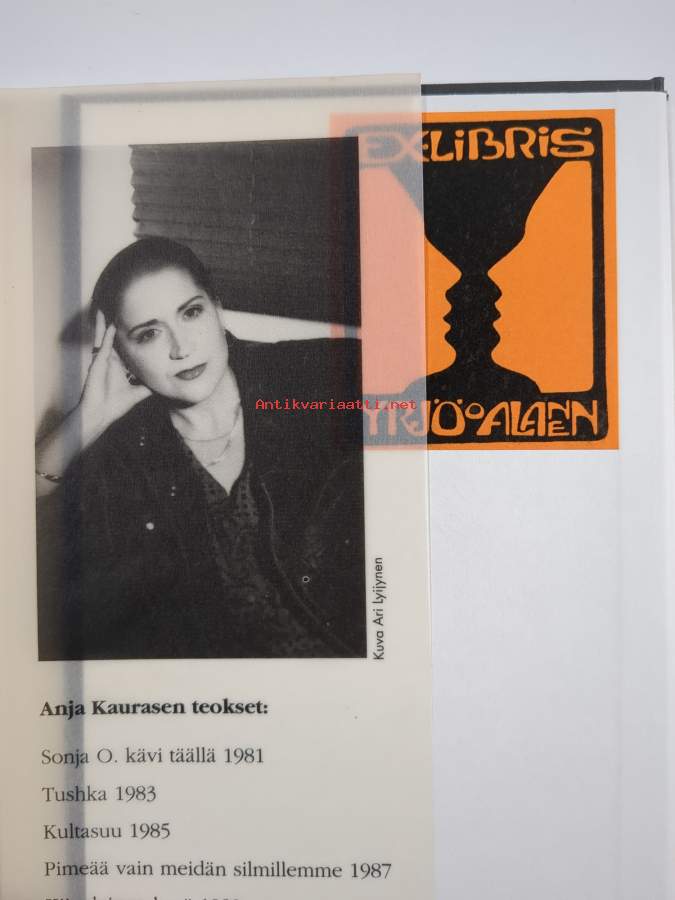 EX LIBRIS
YRJÖ O ALANEN
Antikvariaatti.net
Kuva Ari Lyijynen
Anja Kaurasen teokset:
Sonja O. kävi täällä 1981
Tushka 1983
Kultasuu 1985
Pimeää vain meidän silmillemme 1987